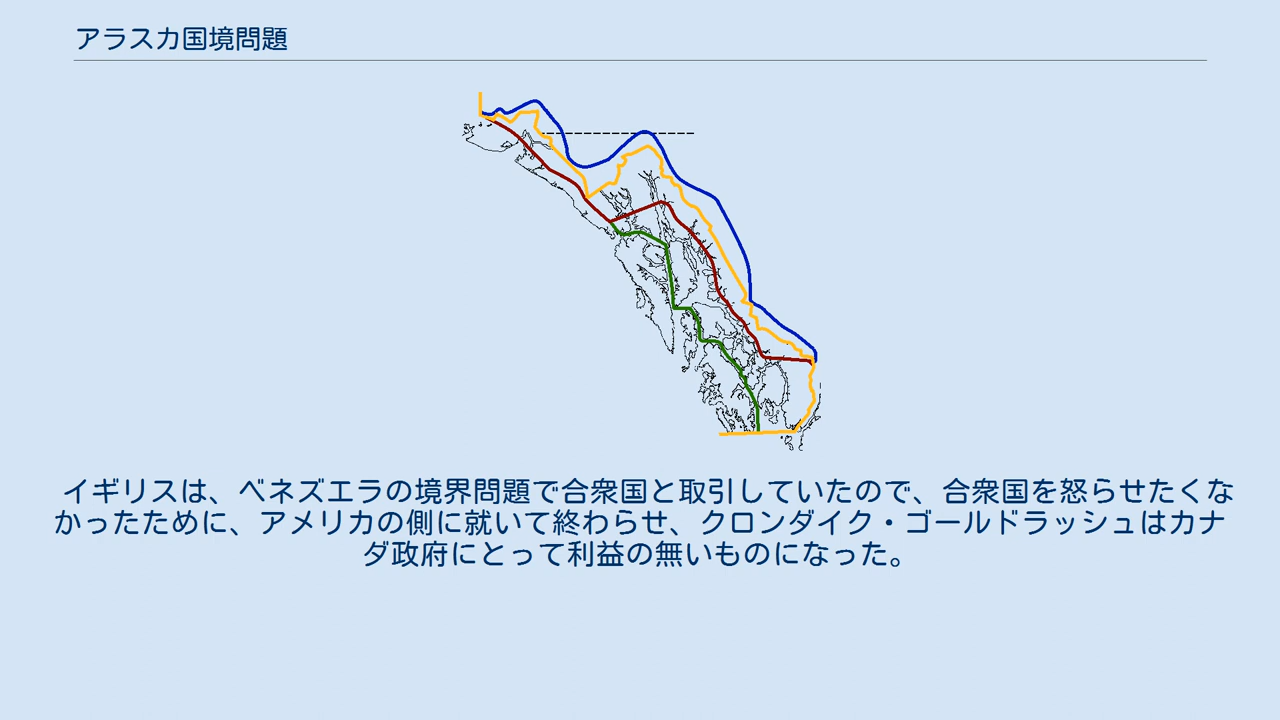 アラスカ国境問題
イギリスは、ベネズエラの境界問題で合衆国と取引していたので、合衆国を怒らせたくな
かったために、アメリカの側に就いて終わらせ、クロンダイク・ゴールドラッシュはカナ
ダ政府にとって利益の無いものになった。